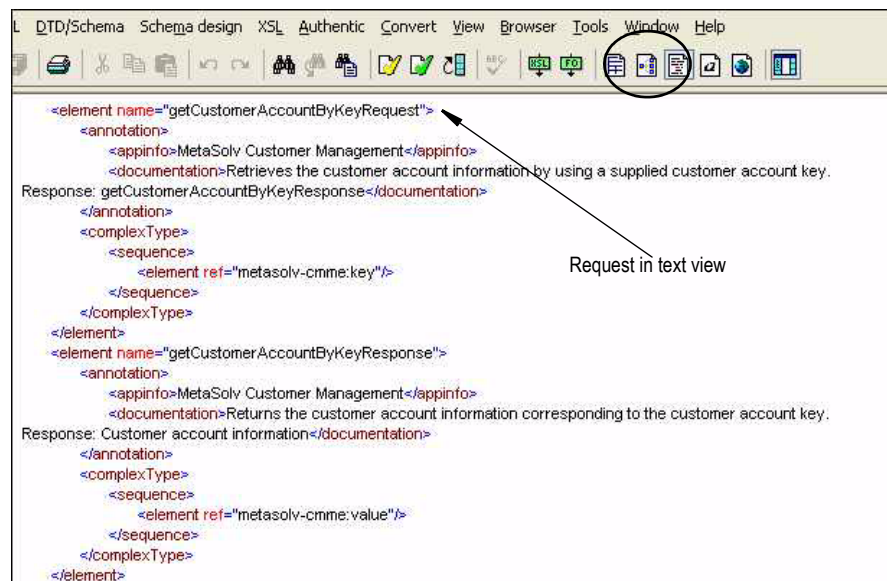 L DTD/Schema Schema design XSL Authentic Convert View Browser Tools Window Help
ABC XSL FO a
<element name="getCustomerAccountByKeyRequest">
<annotation>
<appinfo>MetaSolv Customer Management</appinfo>
<documentation>Retrieves the customer account information by using a supplied customer account key.
Response: getCustomerAccountByKeyResponse</documentation>
</annotation>
<complexType>
<sequence>
<element ref="metasolv-cmme:key"/>
Request in text view
</sequence>
</complexType>
</element>
<element name="getCustomerAccountByKeyResponse">
<annotation>
<appinfo>MetaSolv Customer Management</appinfo>
<documentation>Returns the customer account information corresponding to the customer account key.
Response: Customer account information</documentation>
</annotation>
<complexType>
<sequence>
<element ref="metasolv-cmme:value"/>
</sequence>
</complexType>
</element>